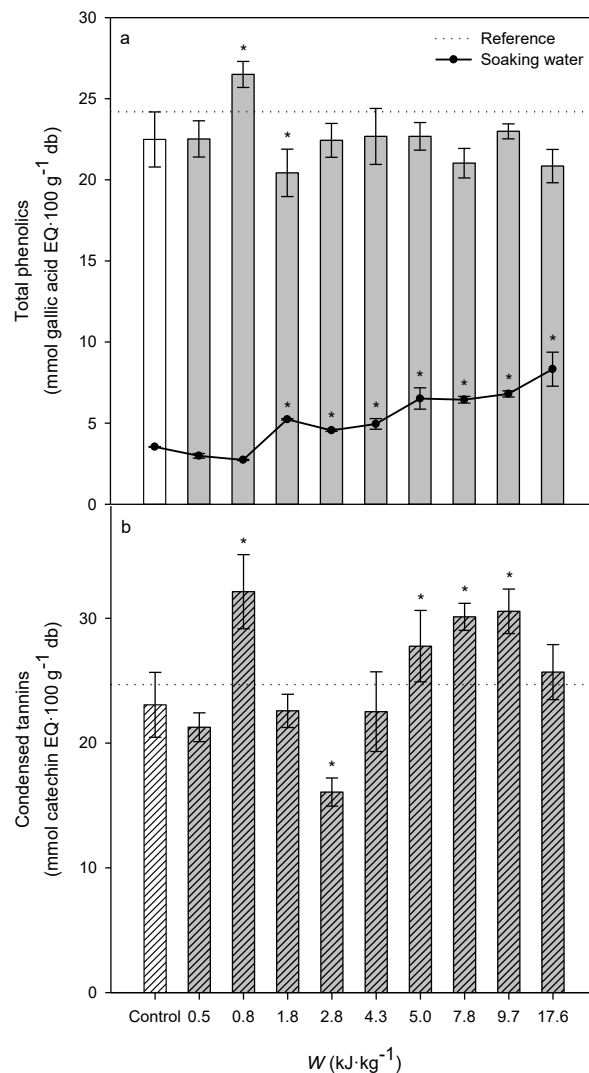 a
Reference
Soaking water
*
*
*
*
*
*
*
*
*
30
25
20
15
10
5
0
Total phenolics
(mmol gallic acid EQ·100 g⁻¹ db)
b
*
*
*
*
*
30
20
10
0
Condensed tannins
(mmol catechin EQ·100 g⁻¹ db)
Control 0.5 0.8 1.8 2.8 4.3 5.0 7.8 9.7 17.6
W (kJ·kg⁻¹)